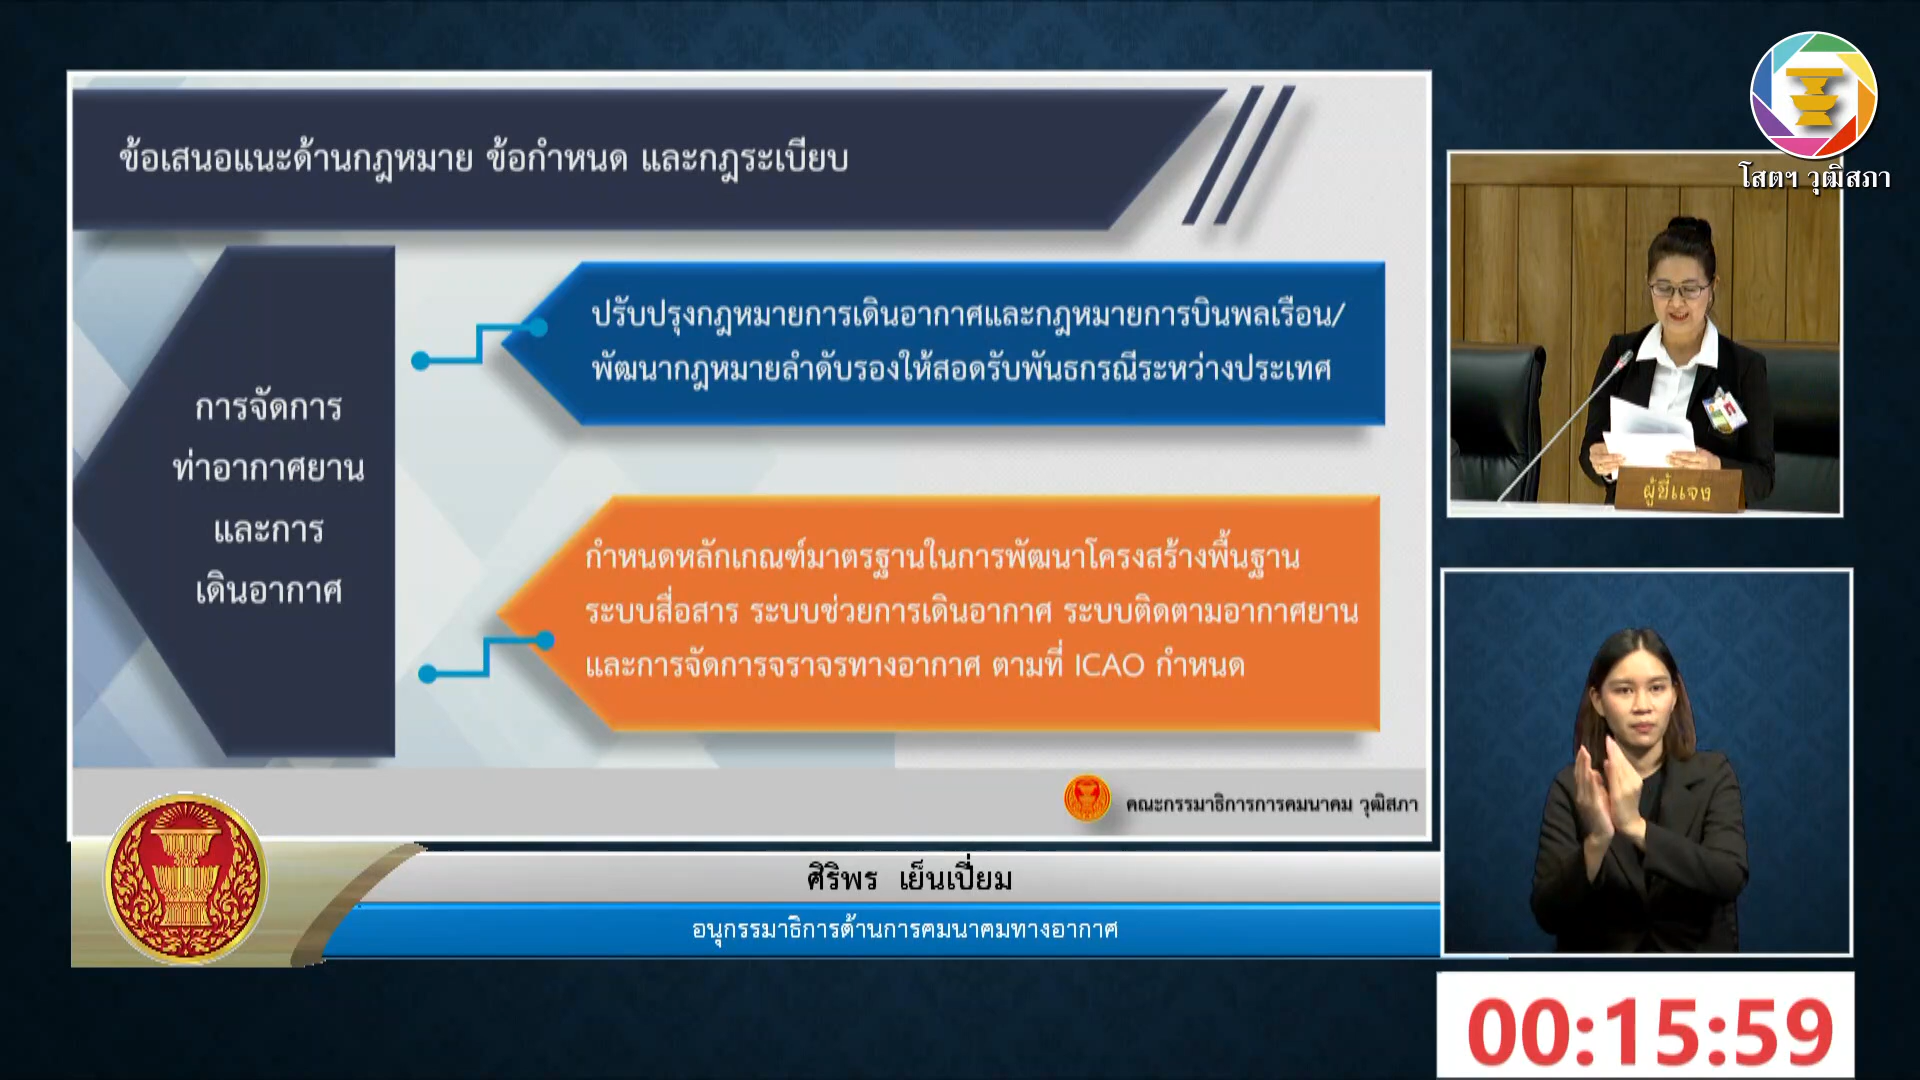 ข้อเสนอแนะด้านกฎหมาย ข้อกำหนด และกฎระเบียบ
การจัดการ
ท่าอากาศยาน
และการ
เดินอากาศ
ปรับปรุงกฎหมายการเดินอากาศและกฎหมายการบินพลเรือน/
พัฒนากฎหมายลำดับรองให้สอดรับพันธกรณีระหว่างประเทศ
กำหนดหลักเกณฑ์มาตรฐานในการพัฒนาโครงสร้างพื้นฐาน
ระบบสื่อสาร ระบบช่วยการเดินอากาศ ระบบติดตามอากาศยาน
และการจัดการจราจรทางอากาศ ตามที่ ICAO กำหนด
คณะกรรมาธิการการคมนาคม วุฒิสภา
โสตฯ วุฒิสภา
ผู้ชี้แจง
ศิริพร เย็นเปี่ยม
อนุกรรมาธิการด้านการคมนาคมทางอากาศ
00:15:59